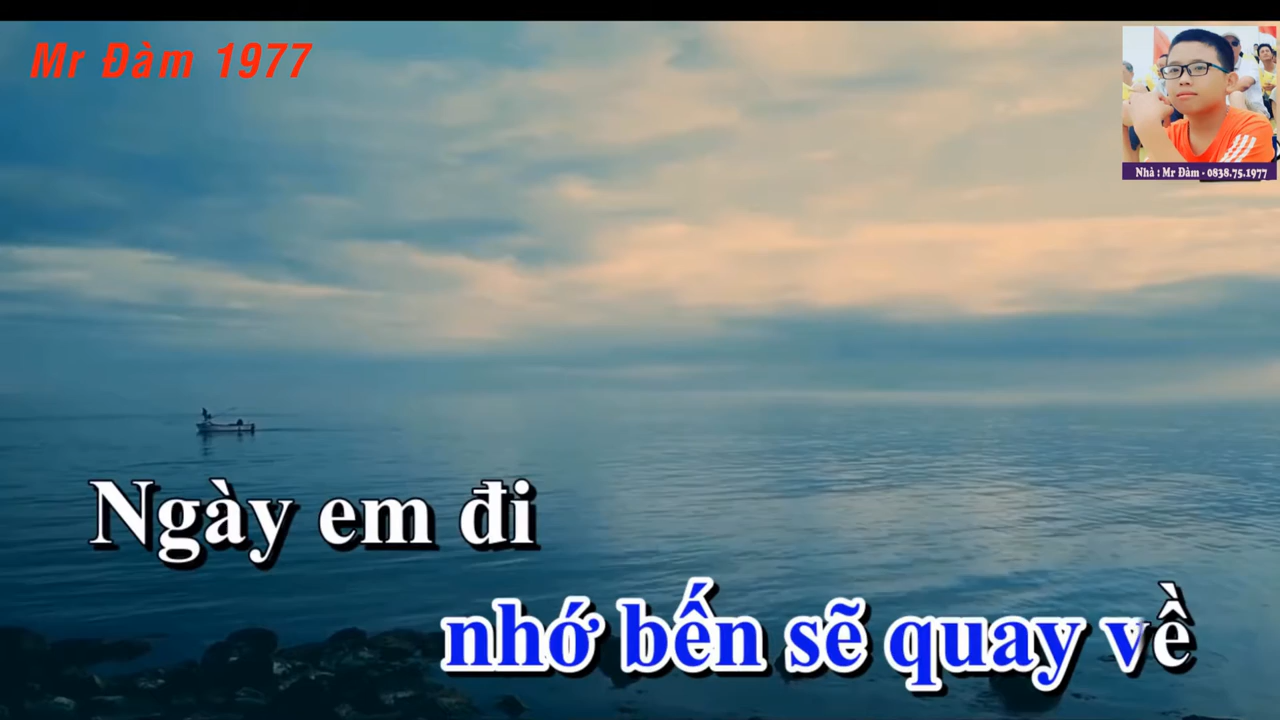 Mr Đàm 1977
Nhà : Mr Đàm - 0838.75.1977
Ngày em đi
nhớ bến sẽ quay về